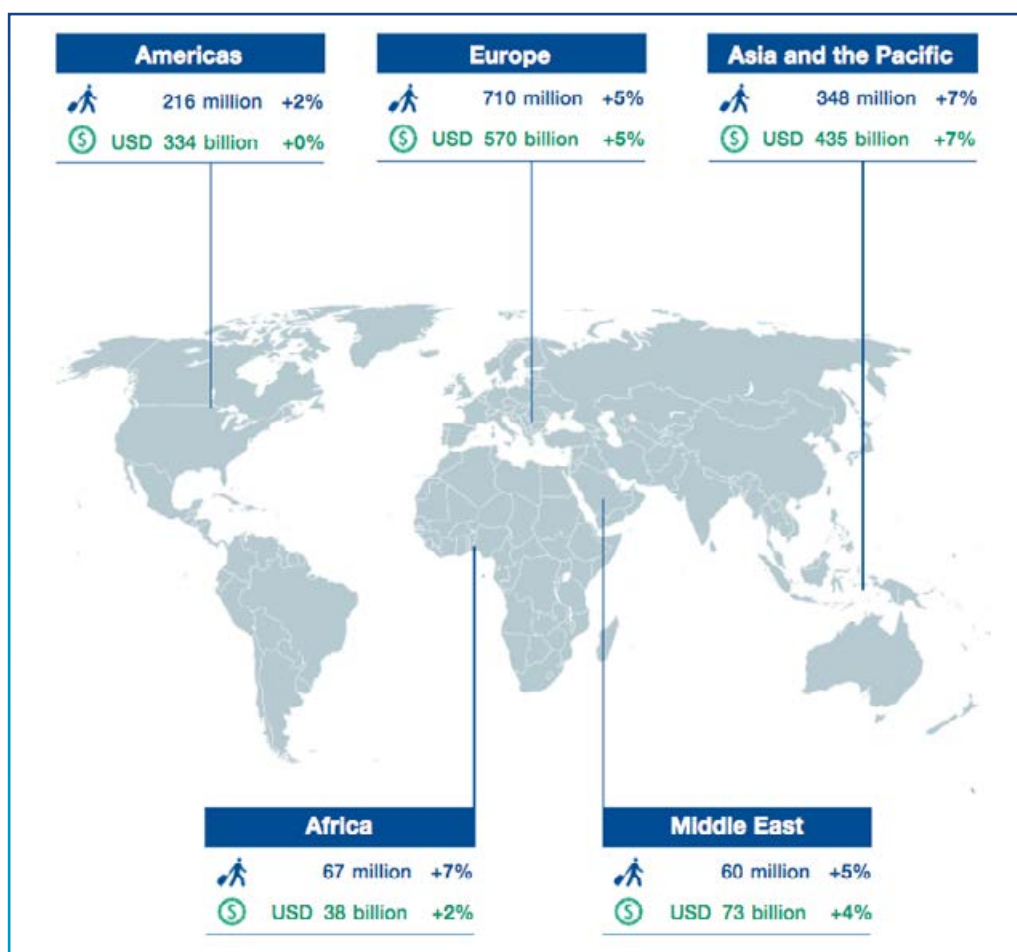 Americas
216 million +2%
USD 334 billion +0%
Europe
710 million +5%
USD 570 billion +5%
Asia and the Pacific
348 million +7%
USD 435 billion +7%
Africa
67 million +7%
USD 38 billion +2%
Middle East
60 million +5%
USD 73 billion +4%